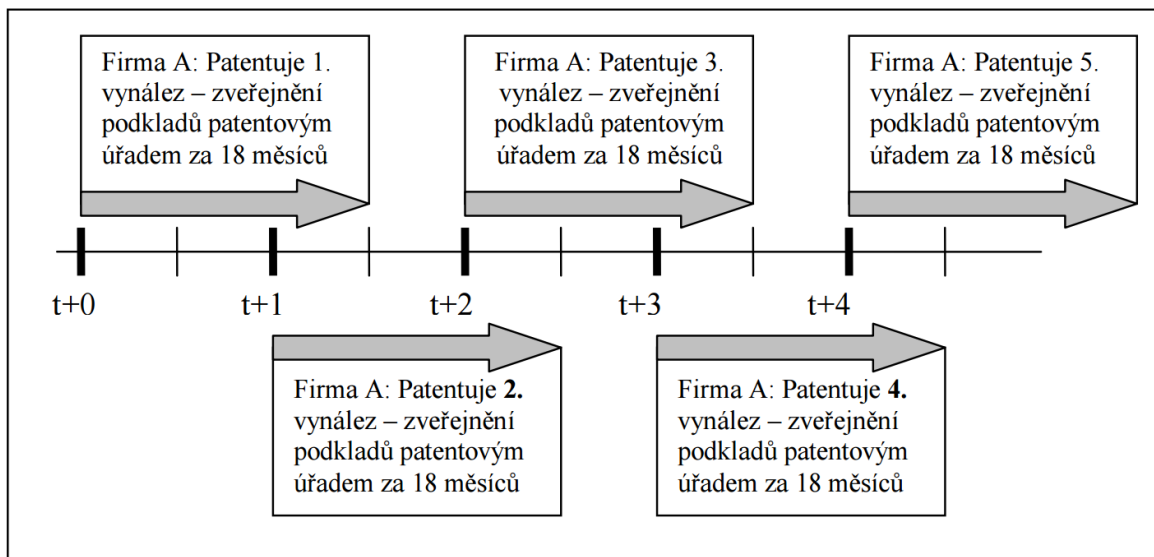 Firma A: Patentuje 1.
vynález – zveřejnění
podkladů patentovým
úřadem za 18 měsíců
Firma A: Patentuje 3.
vynález – zveřejnění
podkladů patentovým
úřadem za 18 měsíců
Firma A: Patentuje 5.
vynález – zveřejnění
podkladů patentovým
úřadem za 18 měsíců
t+0
t+1
t+2
t+3
t+4
Firma A: Patentuje 2.
vynález – zveřejnění
podkladů patentovým
úřadem za 18 měsíců
Firma A: Patentuje 4.
vynález – zveřejnění
podkladů patentovým
úřadem za 18 měsíců